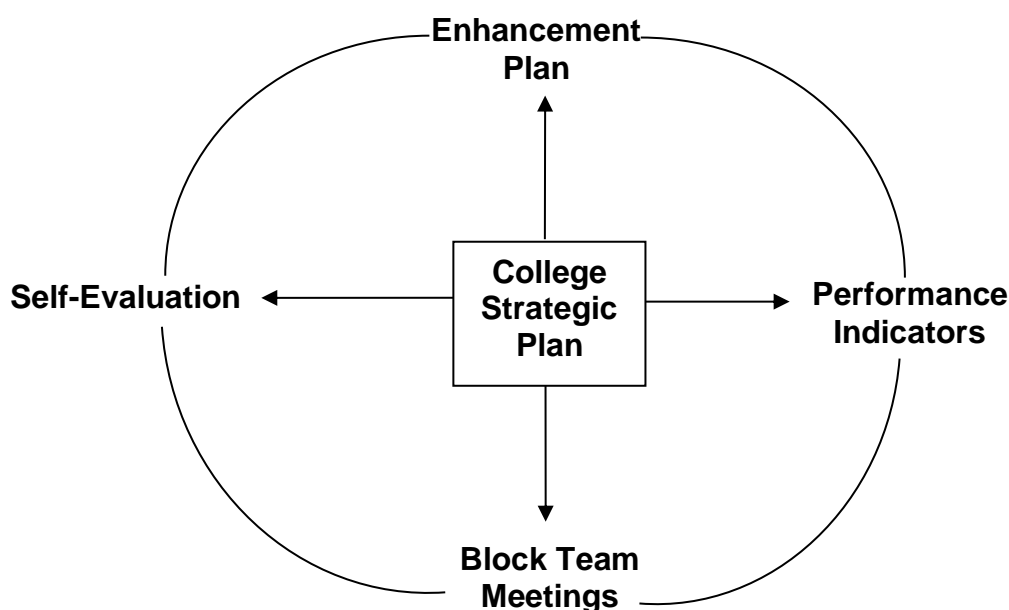 Enhancement
Plan
College
Strategic
Plan
Self-Evaluation
Performance
Indicators
Block Team
Meetings